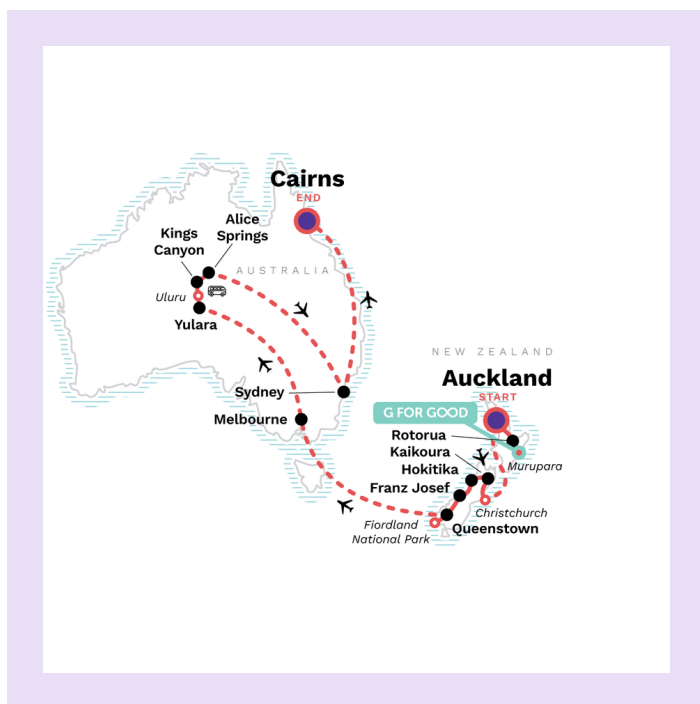 Cairns
END
Alice
Springs
Kings
Canyon
AUSTRALIA
Uluru
Yulara
Sydney
Melbourne
NEW ZEALAND
Auckland
START
G FOR GOOD
Rotorua
Kaikoura
Murupara
Hokitika
Franz Josef
Christchurch
Fiordland
National Park
Queenstown